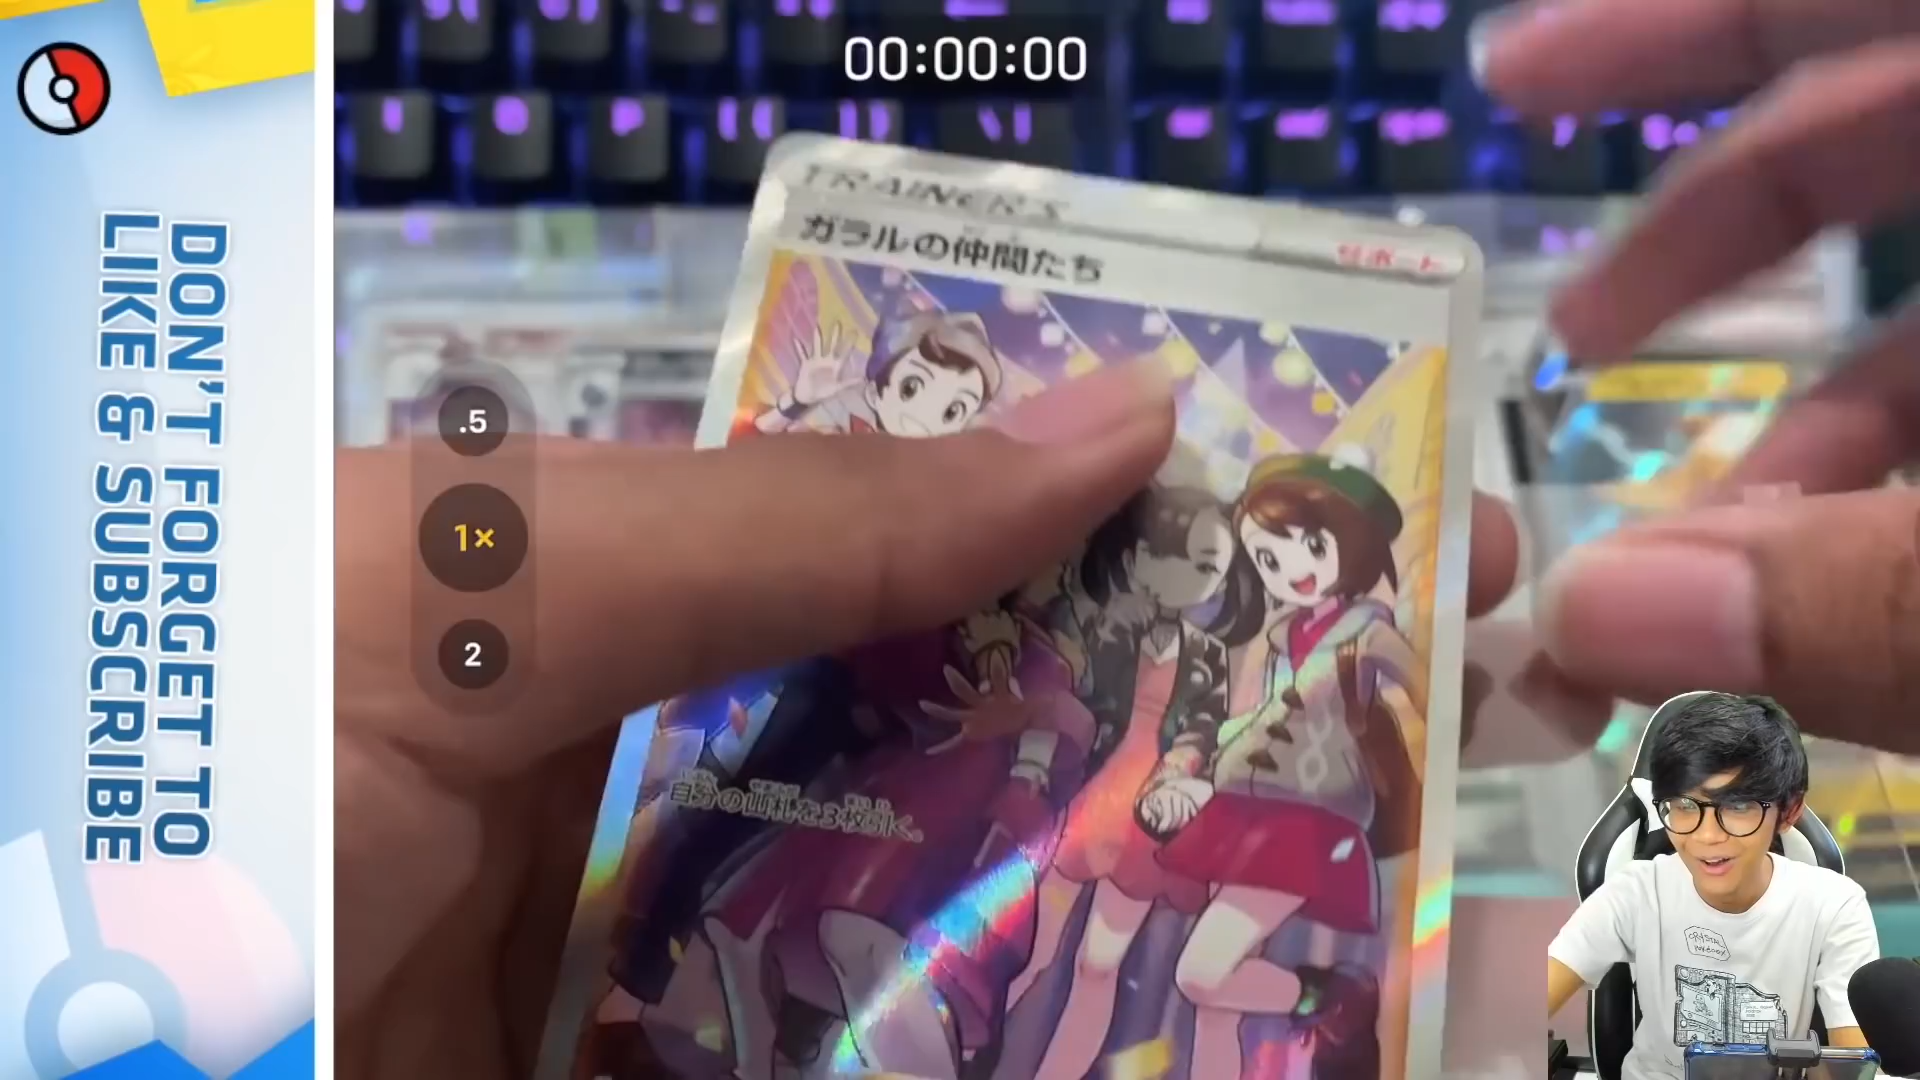 DON'T FORGET TO
LIKE & SUBSCRIBE
00:00:00
TRAINERS
ガラルの仲間たち
サポート
.5
1×
2
自分の山札を3枚引く。